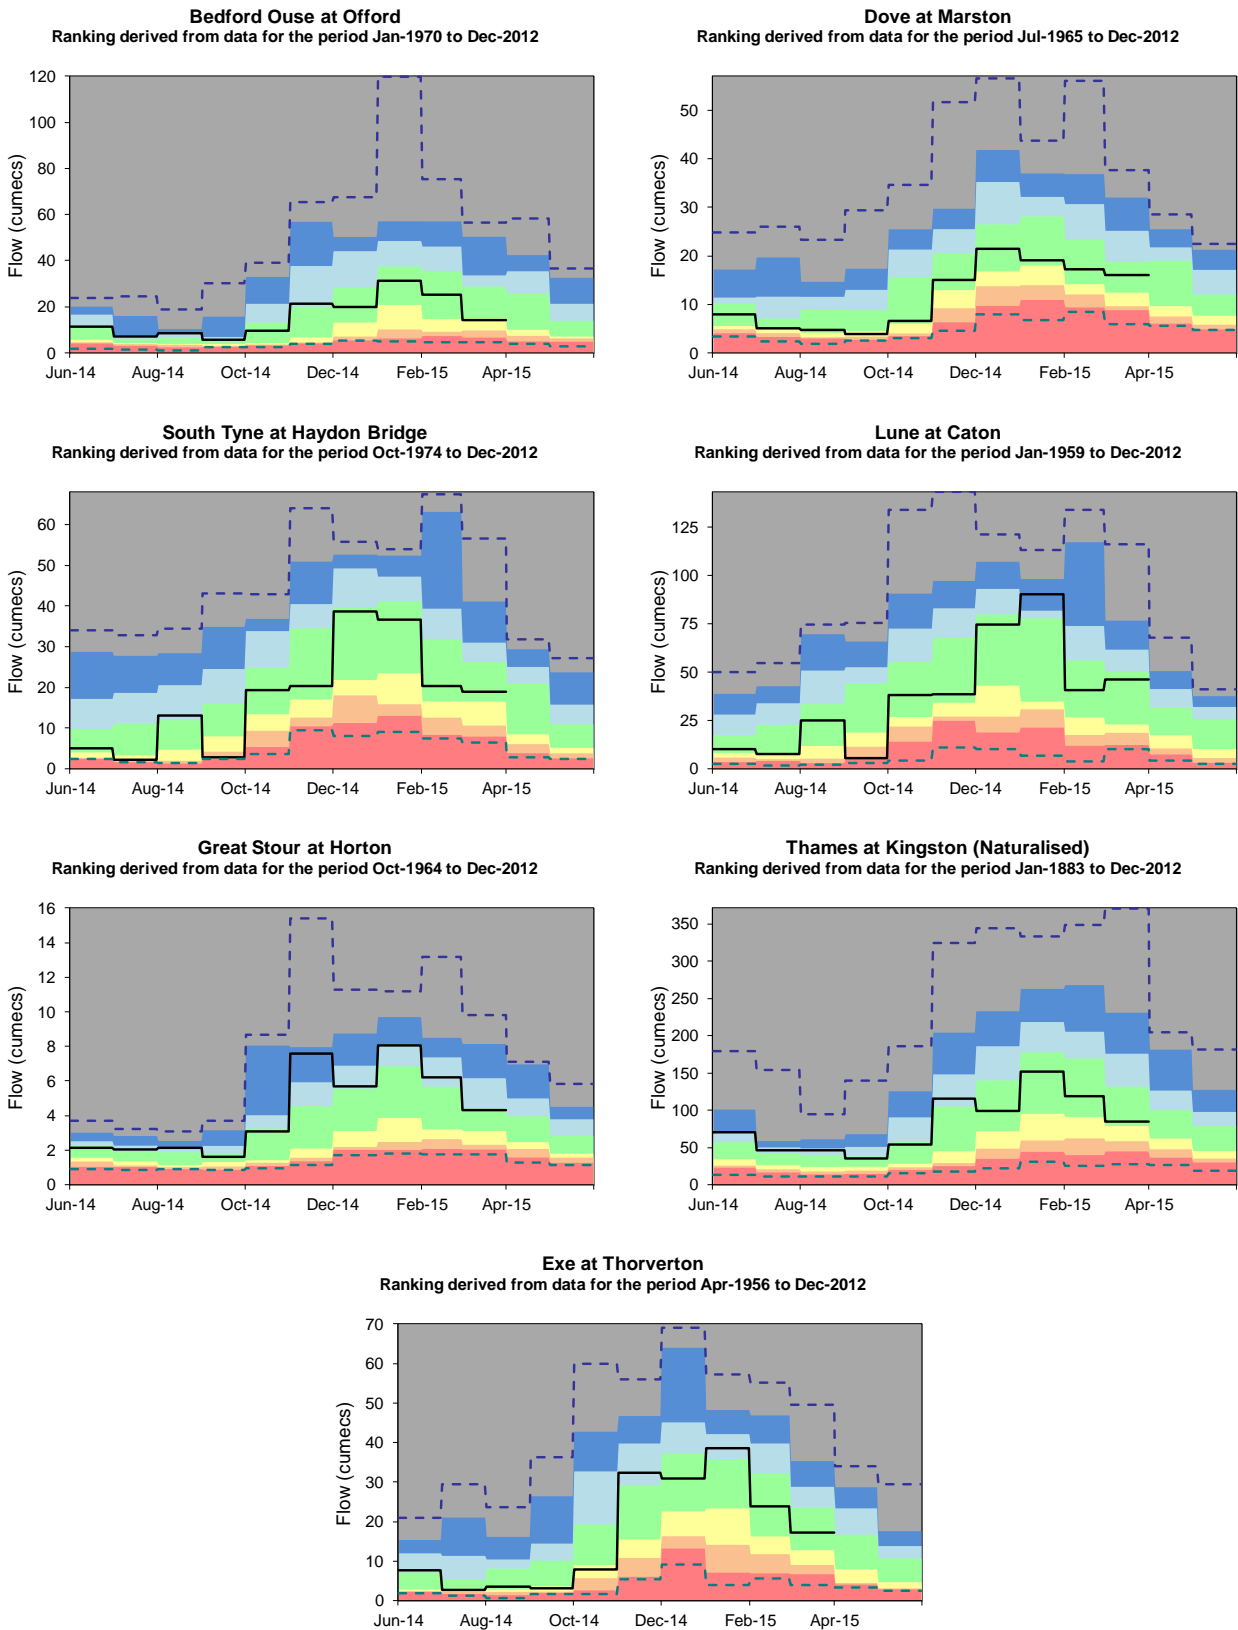 Bedford Ouse at Offord
Ranking derived from data for the period Jan-1970 to Dec-2012
120
100
80
60
40
20
0
Flow (cumecs)
Jun-14 Aug-14 Oct-14 Dec-14 Feb-15 Apr-15
Dove at Marston
Ranking derived from data for the period Jul-1965 to Dec-2012
50
40
30
20
10
0
Flow (cumecs)
Jun-14 Aug-14 Oct-14 Dec-14 Feb-15 Apr-15
South Tyne at Haydon Bridge
Ranking derived from data for the period Oct-1974 to Dec-2012
60
50
40
30
20
10
0
Flow (cumecs)
Jun-14 Aug-14 Oct-14 Dec-14 Feb-15 Apr-15
Lune at Caton
Ranking derived from data for the period Jan-1959 to Dec-2012
125
100
75
50
25
0
Flow (cumecs)
Jun-14 Aug-14 Oct-14 Dec-14 Feb-15 Apr-15
Great Stour at Horton
Ranking derived from data for the period Oct-1964 to Dec-2012
16
14
12
10
8
6
4
2
0
Flow (cumecs)
Jun-14 Aug-14 Oct-14 Dec-14 Feb-15 Apr-15
Thames at Kingston (Naturalised)
Ranking derived from data for the period Jan-1883 to Dec-2012
350
300
250
200
150
100
50
0
Flow (cumecs)
Jun-14 Aug-14 Oct-14 Dec-14 Feb-15 Apr-15
Exe at Thorverton
Ranking derived from data for the period Apr-1956 to Dec-2012
70
60
50
40
30
20
10
0
Flow (cumecs)
Jun-14 Aug-14 Oct-14 Dec-14 Feb-15 Apr-15